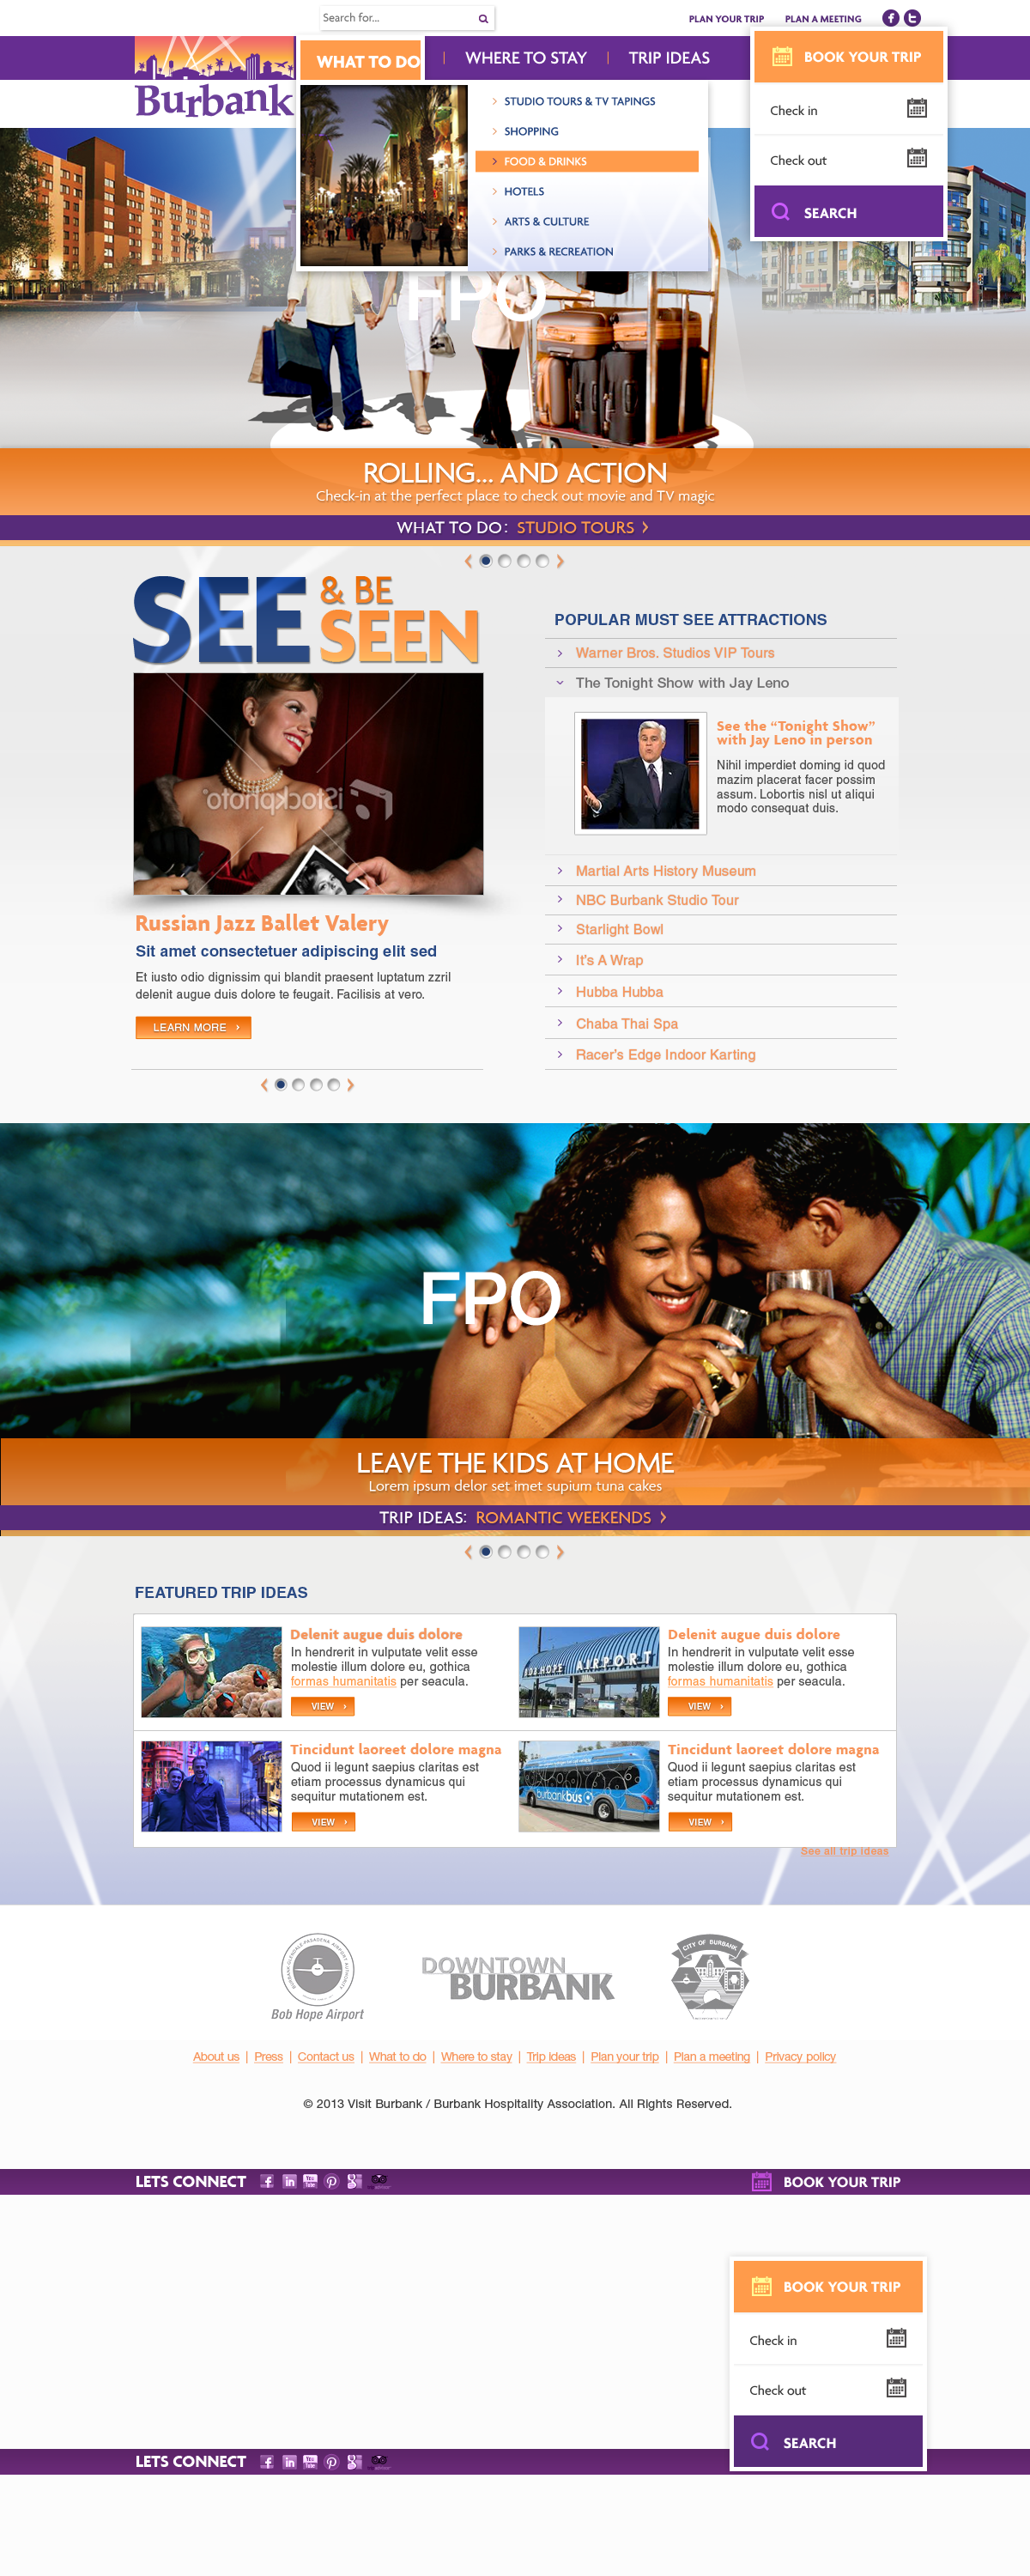 Search for...
PLAN YOUR TRIP
PLAN A MEETING
Burbank
WHAT TO DO
WHERE TO STAY
TRIP IDEAS
BOOK YOUR TRIP
Check in
Check out
SEARCH
STUDIO TOURS & TV TAPINGS
SHOPPING
FOOD & DRINKS
HOTELS
ARTS & CULTURE
PARKS & RECREATION
FPO
ROLLING... AND ACTION
Check-in at the perfect place to check out movie and TV magic
WHAT TO DO: STUDIO TOURS
SEE & BE SEEN
iStockphoto
Russian Jazz Ballet Valery
Sit amet consectetuer adipiscing elit sed
Et iusto odio dignissim qui blandit praesent luptatum zzril
delenit augue duis dolore te feugait. Facilisis at vero.
LEARN MORE
POPULAR MUST SEE ATTRACTIONS
Warner Bros. Studios VIP Tours
The Tonight Show with Jay Leno
See the “Tonight Show”
with Jay Leno in person
Nihil imperdiet doming id quod
mazim placerat facer possim
assum. Lobortis nisl ut aliqui
modo consequat duis.
Martial Arts History Museum
NBC Burbank Studio Tour
Starlight Bowl
It's A Wrap
Hubba Hubba
Chaba Thai Spa
Racer's Edge Indoor Karting
FPO
LEAVE THE KIDS AT HOME
Lorem ipsum delor set imet supium tuna cakes
TRIP IDEAS: ROMANTIC WEEKENDS
FEATURED TRIP IDEAS
Delenit augue duis dolore
In hendrerit in vulputate velit esse
molestie illum dolore eu, gothica
formas humanitatis per seacula.
VIEW
HOPE AIRPORT
Delenit augue duis dolore
In hendrerit in vulputate velit esse
molestie illum dolore eu, gothica
formas humanitatis per seacula.
VIEW
Tincidunt laoreet dolore magna
Quod ii legunt saepius claritas est
etiam processus dynamicus qui
sequitur mutationem est.
VIEW
burbankbus
Tincidunt laoreet dolore magna
Quod ii legunt saepius claritas est
etiam processus dynamicus qui
sequitur mutationem est.
VIEW
See all trip ideas
BURBANK-GLENDALE-PASADENA AIRPORT AUTHORITY
Bob Hope Airport
DOWNTOWN
BURBANK
CITY OF BURBANK
About us | Press | Contact us | What to do | Where to stay | Trip ideas | Plan your trip | Plan a meeting | Privacy policy
© 2013 Visit Burbank / Burbank Hospitality Association. All Rights Reserved.
LETS CONNECT
You Tube
BOOK YOUR TRIP
BOOK YOUR TRIP
Check in
Check out
SEARCH
LETS CONNECT
You Tube